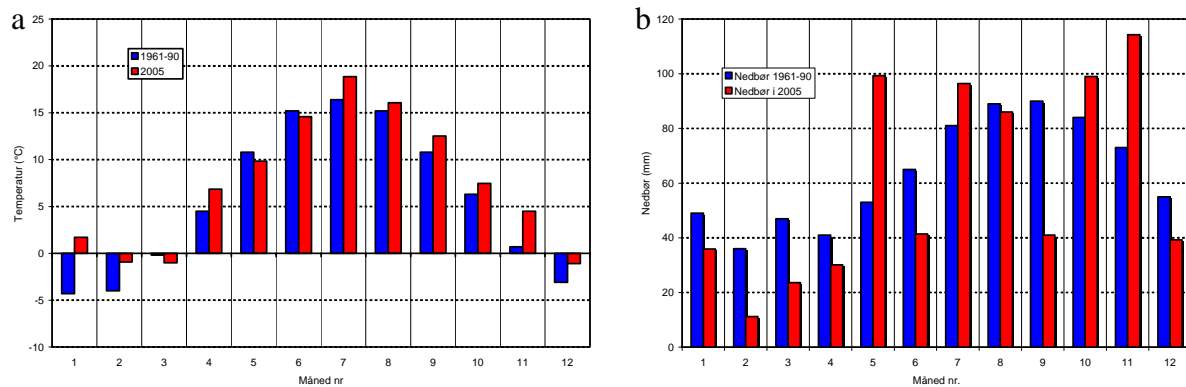 a
25
20
15
10
5
0
-5
-10
Temperatur (°C)
1961-90
2005
1 2 3 4 5 6 7 8 9 10 11 12
Måned nr
b
120
100
80
60
40
20
0
Nedbør (mm)
Nedbør 1961-90
Nedbør i 2005
1 2 3 4 5 6 7 8 9 10 11 12
Måned nr.